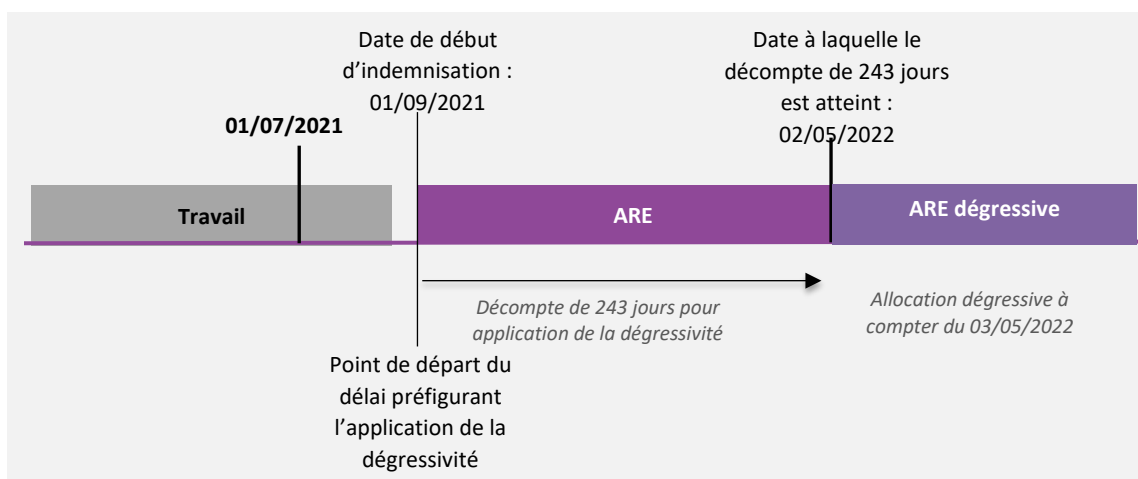 Date de début
d’indemnisation :
01/09/2021
Date à laquelle le
décompte de 243 jours
est atteint :
02/05/2022
01/07/2021
Travail
ARE
ARE dégressive
Décompte de 243 jours pour
application de la dégressivité
Allocation dégressive à
compter du 03/05/2022
Point de départ du
délai préfigurant
l’application de la
dégressivité